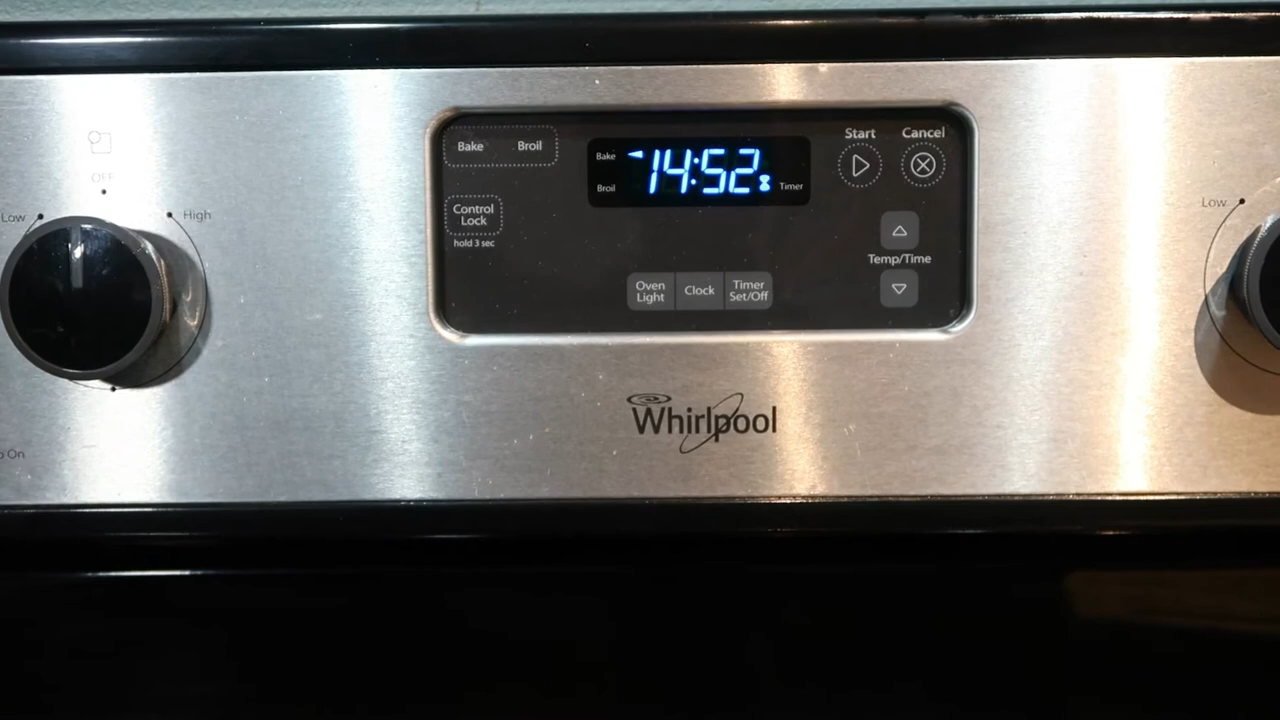 OFF
Low
High
Bake Broil
Control
Lock
hold 3 sec
Bake
Broil
14:52
Timer
Start
Cancel
Temp/Time
Oven
Light
Clock
Timer
Set/Off
Whirlpool
Low
On